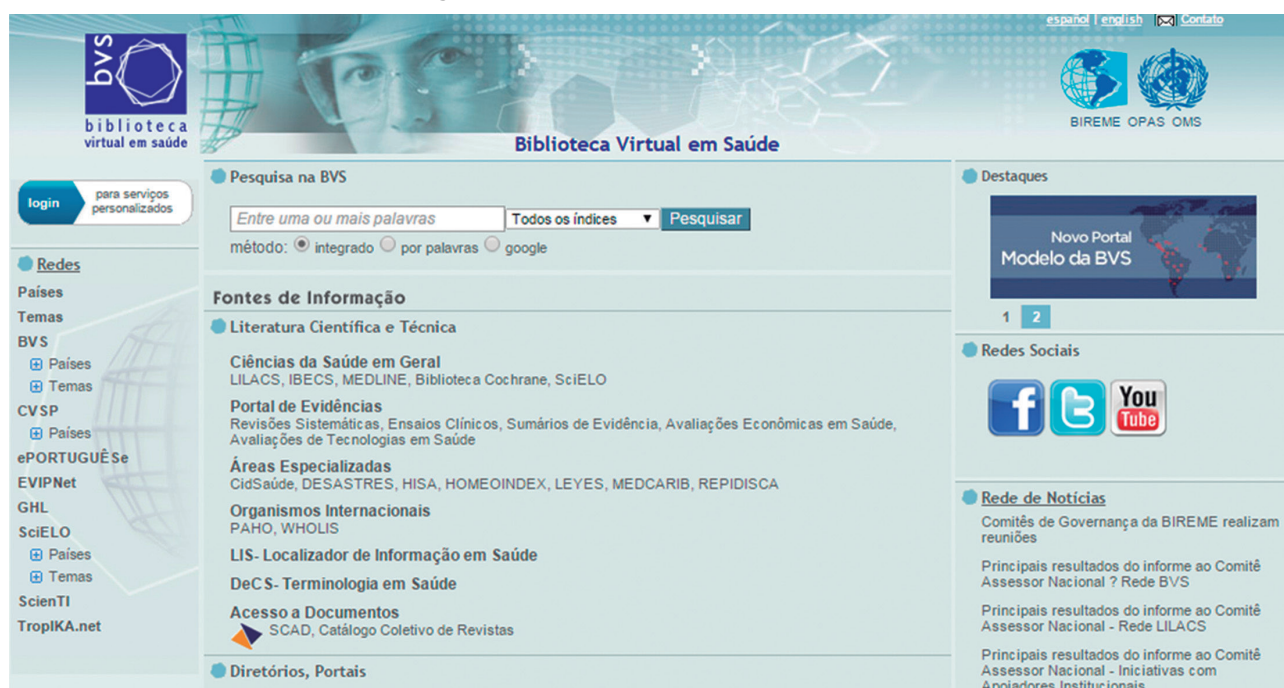 español | english Contato
bvs
biblioteca
virtual em saúde
Biblioteca Virtual em Saúde
BIREME OPAS OMS
login
para serviços
personalizados
Redes
Países
Temas
BVS
Países
Temas
CVSP
Países
ePORTUGUÊSe
EVIPNet
GHL
SciELO
Países
Temas
ScienTI
TropIKA.net
Pesquisa na BVS
Entre uma ou mais palavras Todos os índices Pesquisar
método: integrado por palavras google
Fontes de Informação
Literatura Científica e Técnica
Ciências da Saúde em Geral
LILACS, IBECS, MEDLINE, Biblioteca Cochrane, SciELO
Portal de Evidências
Revisões Sistemáticas, Ensaios Clínicos, Sumários de Evidência, Avaliações Econômicas em Saúde,
Avaliações de Tecnologias em Saúde
Áreas Especializadas
CidSaúde, DESASTRES, HISA, HOMEOINDEX, LEYES, MEDCARIB, REPIDISCA
Organismos Internacionais
PAHO, WHOLIS
LIS- Localizador de Informação em Saúde
DeCS- Terminologia em Saúde
Acesso a Documentos
SCAD, Catálogo Coletivo de Revistas
Diretórios, Portais
Destaques
Novo Portal
Modelo da BVS
1 2
Redes Sociais
f
t
You
Tube
Rede de Notícias
Comitês de Governança da BIREME realizam
reuniões
Principais resultados do informe ao Comitê
Assessor Nacional ? Rede BVS
Principais resultados do informe ao Comitê
Assessor Nacional - Rede LILACS
Principais resultados do informe ao Comitê
Assessor Nacional - Iniciativas com
Apoiadores Institucionais